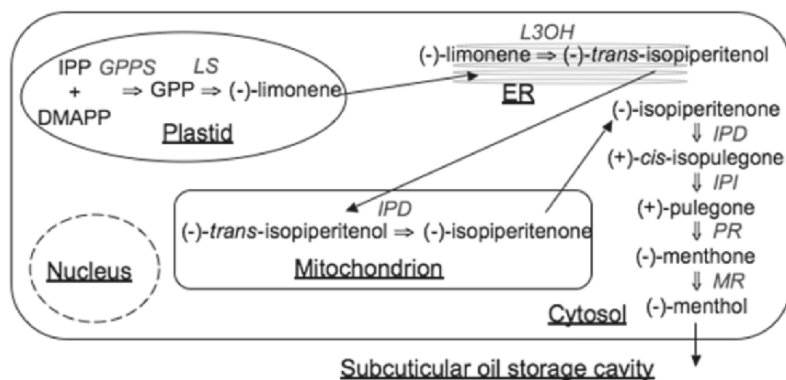 L3OH
(-)-limonene ⇒ (-)-trans-isopiperitenol
ER
IPP GPPS LS
+ ⇒ GPP ⇒ (-)-limonene
DMAPP
Plastid
(-)-isopiperitenone
⇓ IPD
(+)-cis-isopulegone
⇓ IPI
(+)-pulegone
⇓ PR
(-)-menthone
⇓ MR
(-)-menthol
IPD
(-)-trans-isopiperitenol ⇒ (-)-isopiperitenone
Mitochondrion
Nucleus
Cytosol
Subcuticular oil storage cavity